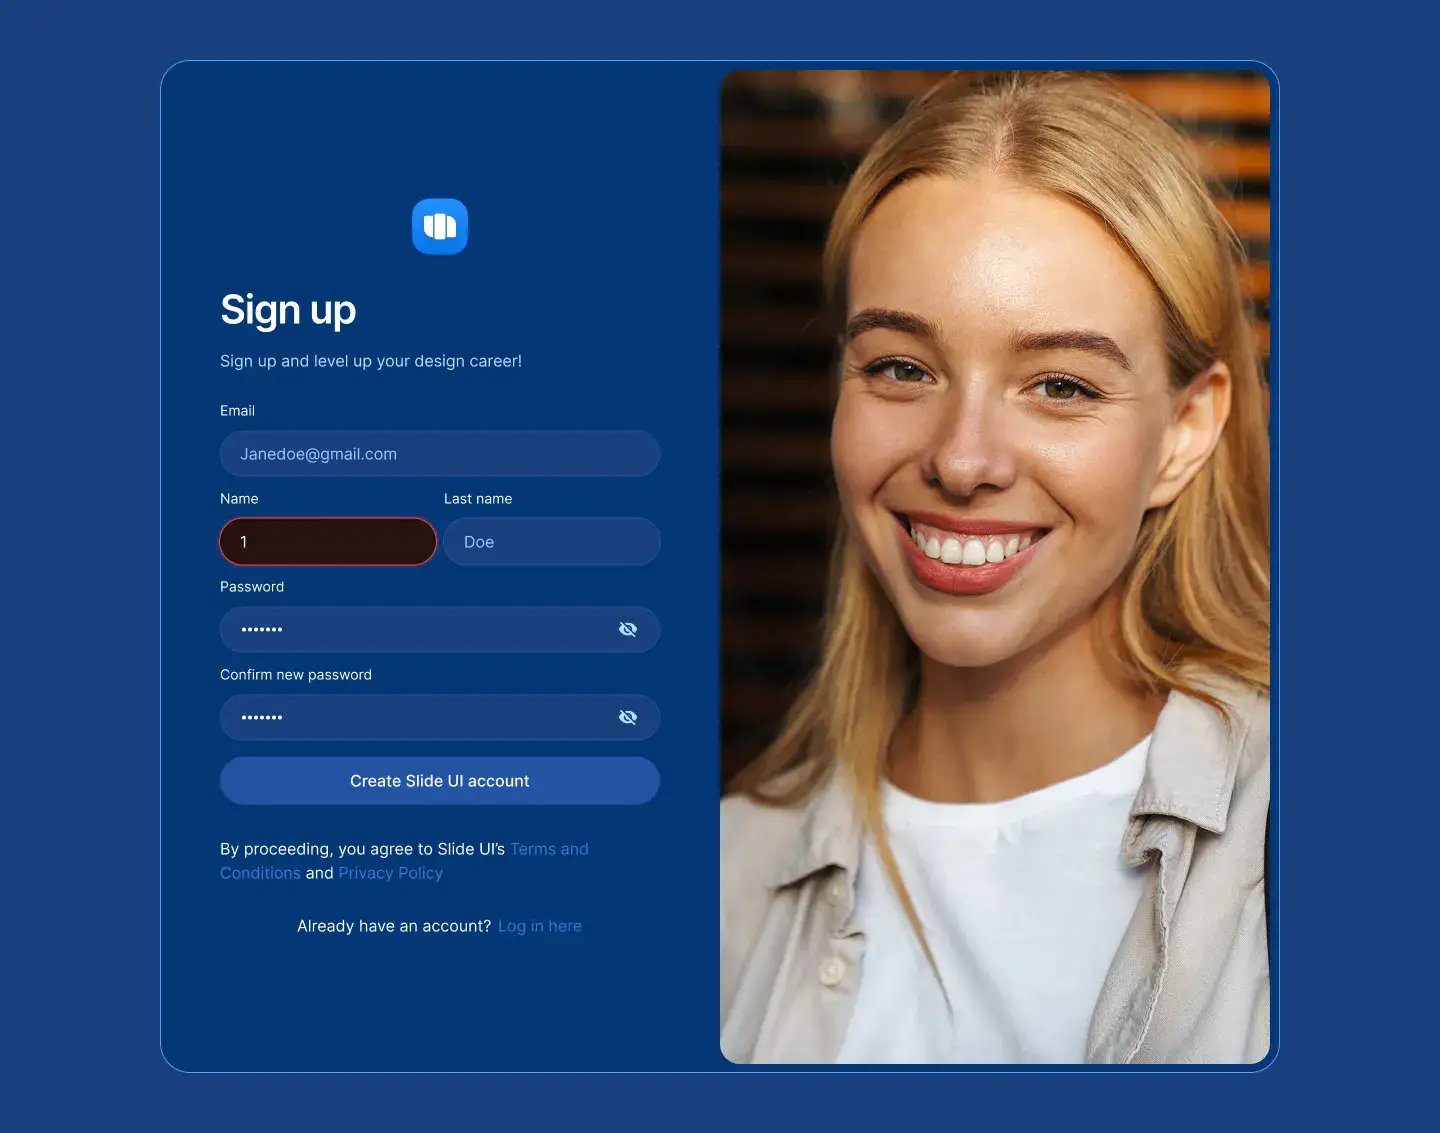 Sign up
Sign up and level up your design career!
Email
Janedoe@gmail.com
Name Last name
1 Doe
Password
•••••••
Confirm new password
•••••••
Create Slide UI account
By proceeding, you agree to Slide UI’s Terms and
Conditions and Privacy Policy
Already have an account? Log in here